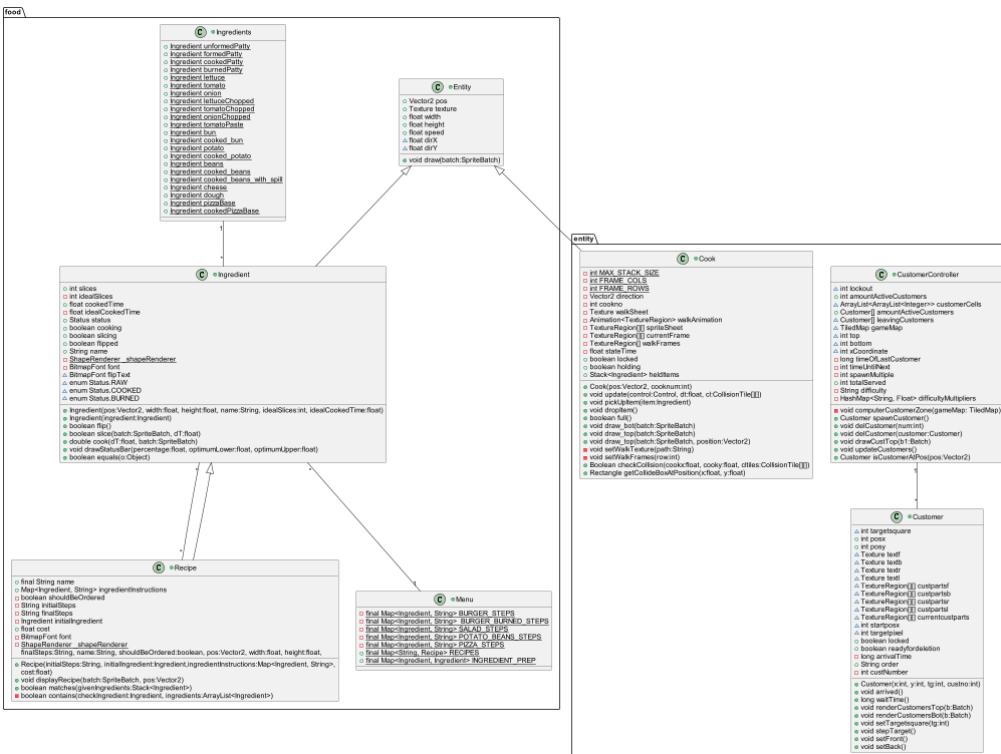 food
C Ingredients
Ingredient unformedPatty
Ingredient formedPatty
Ingredient cookedPatty
Ingredient burnedPatty
Ingredient lettuce
Ingredient tomato
Ingredient onion
Ingredient lettuceChopped
Ingredient tomatoChopped
Ingredient onionChopped
Ingredient tomatoPaste
Ingredient bun
Ingredient cooked_bun
Ingredient potato
Ingredient cooked_potato
Ingredient beans
Ingredient cooked_beans
Ingredient cooked_beans_with_spill
Ingredient cheese
Ingredient dough
Ingredient pizzaBase
Ingredient cookedPizzaBase
C Entity
Vector2 pos
Texture texture
float width
float height
float speed
float dirX
float dirY
void draw(batch:SpriteBatch)
1
*
C Ingredient
int slices
int idealSlices
float cookedTime
float idealCookedTime
Status status
boolean cooking
boolean slicing
boolean flipped
String name
ShapeRenderer _shapeRenderer
BitmapFont font
BitmapFont flipText
enum Status.RAW
enum Status.COOKED
enum Status.BURNED
Ingredient(pos:Vector2, width:float, height:float, name:String, idealSlices:int, idealCookedTime:float)
Ingredient(ingredient:Ingredient)
boolean flip()
boolean slice(batch:SpriteBatch, dT:float)
double cook(dT:float, batch:SpriteBatch)
void drawStatusBar(percentage:float, optimumLower:float, optimumUpper:float)
boolean equals(o:Object)
*
*
*
1
C Recipe
final String name
Map<Ingredient, String> ingredientInstructions
boolean shouldBeOrdered
String initialSteps
String finalSteps
Ingredient initialIngredient
float cost
BitmapFont font
ShapeRenderer _shapeRenderer
finalSteps:String, name:String, shouldBeOrdered:boolean, pos:Vector2, width:float, height:float,
Recipe(initialSteps:String, initialIngredient:Ingredient,ingredientInstructions:Map<Ingredient, String>,
cost:float)
void displayRecipe(batch:SpriteBatch, pos:Vector2)
boolean matches(givenIngredients:Stack<Ingredient>)
boolean contains(checkIngredient:Ingredient, ingredients:ArrayList<Ingredient>)
C Menu
final Map<Ingredient, String> BURGER_STEPS
final Map<Ingredient, String> BURGER_BURNED_STEPS
final Map<Ingredient, String> SALAD_STEPS
final Map<Ingredient, String> POTATO_BEANS_STEPS
final Map<Ingredient, String> PIZZA_STEPS
final Map<String, Recipe> RECIPES
final Map<Ingredient, Ingredient> INGREDIENT_PREP
entity
C Cook
int MAX_STACK_SIZE
int FRAME_COLS
int FRAME_ROWS
Vector2 direction
int cookno
Texture walkSheet
Animation<TextureRegion> walkAnimation
TextureRegion[][] spriteSheet
TextureRegion[][] currentFrame
TextureRegion[] walkFrames
float stateTime
boolean locked
boolean holding
Stack<Ingredient> heldItems
Cook(pos:Vector2, cooknum:int)
void update(control:Control, dt:float, cl:CollisionTile[][])
void pickUpItem(item:Ingredient)
void dropItem()
boolean full()
void draw_bot(batch:SpriteBatch)
void draw_top(batch:SpriteBatch)
void draw_top(batch:SpriteBatch, position:Vector2)
void setWalkTexture(path:String)
void setWalkFrames(row:int)
Boolean checkCollision(cookx:float, cooky:float, cltiles:CollisionTile[][])
Rectangle getCollideBoxAtPosition(x:float, y:float)
C CustomerController
int lockout
int amountActiveCustomers
ArrayList<ArrayList<Integer>> customerCells
Customer[] amountActiveCustomers
Customer[] leavingCustomers
TiledMap gameMap
int top
int bottom
int xCoordinate
long timeOfLastCustomer
int timeUntilNext
int spawnMultiple
int totalServed
String difficulty
HashMap<String, Float> difficultyMultipliers
void computeCustomerZone(gameMap: TiledMap)
Customer spawnCustomer()
void delCustomer(num:int)
void delCustomer(customer:Customer)
void drawCustTop(b1:Batch)
void updateCustomers()
Customer isCustomerAtPos(pos:Vector2)
1
*
C Customer
int targetsquare
int posx
int posy
Texture textf
Texture textb
Texture textr
Texture textl
TextureRegion[][] custpartsf
TextureRegion[][] custpartsb
TextureRegion[][] custpartsr
TextureRegion[][] custpartsl
TextureRegion[][] currentcustparts
int startposx
int targetpixel
boolean locked
boolean readyfordeletion
long arrivalTime
String order
int custNumber
Customer(x:int, y:int, tg:int, custno:int)
void arrived()
long waitTime()
void renderCustomersTop(b:Batch)
void renderCustomersBot(b:Batch)
void setTargetsquare(tg:int)
void stepTarget()
void setFront()
void setBack()